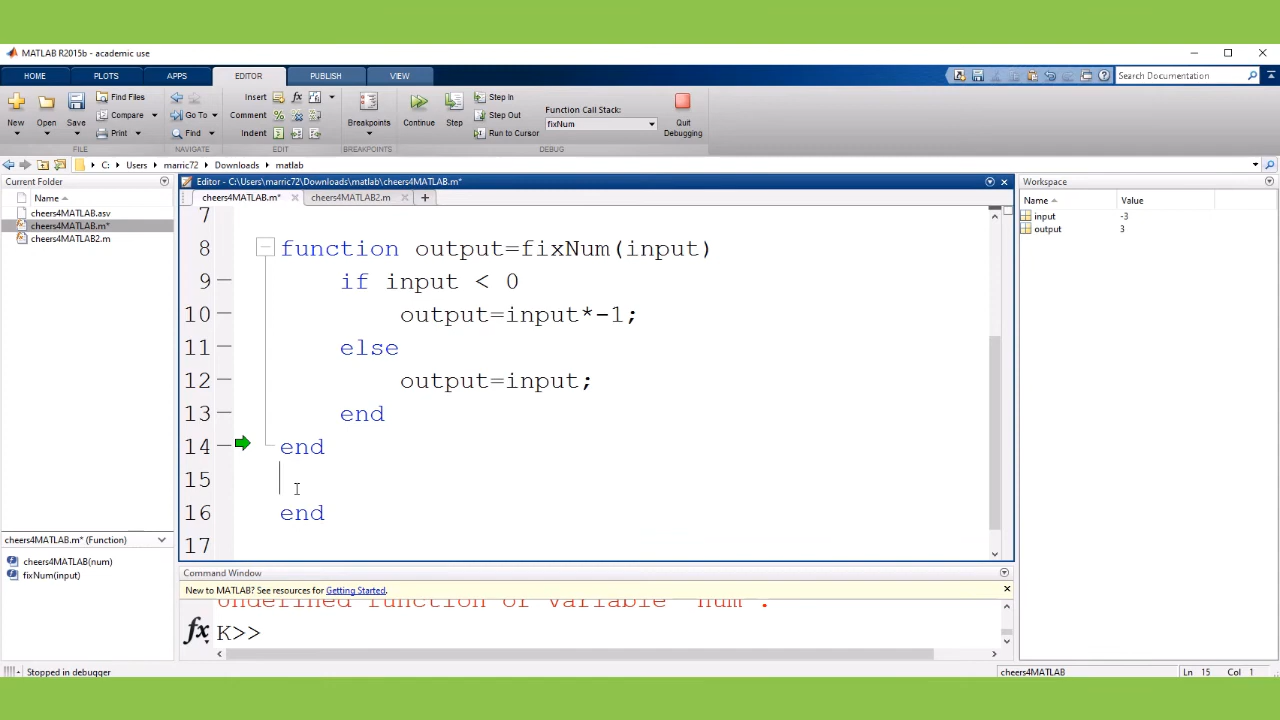 MATLAB R2015b - academic use
HOME PLOTS APPS EDITOR PUBLISH VIEW
Search Documentation
New Open Save Find Files Compare Print
Go To Find
Insert Comment Indent
Breakpoints
Continue Step Step In Step Out Run to Cursor
Function Call Stack:
fixNum
Quit Debugging
FILE NAVIGATE EDIT BREAKPOINTS DEBUG
C: Users marric72 Downloads matlab
Current Folder
Name
cheers4MATLAB.asv
cheers4MATLAB.m*
cheers4MATLAB2.m
cheers4MATLAB.m* (Function)
cheers4MATLAB(num)
fixNum(input)
Editor - C:\Users\marric72\Downloads\matlab\cheers4MATLAB.m*
cheers4MATLAB.m* cheers4MATLAB2.m
7
8 function output=fixNum(input)
9 if input < 0
10 output=input*-1;
11 else
12 output=input;
13 end
14 end
15
16 end
17
Command Window
New to MATLAB? See resources for Getting Started.
Undefined function or variable 'num'.
fx K>>
Workspace
Name Value
input -3
output 3
Stopped in debugger
cheers4MATLAB Ln 15 Col 1